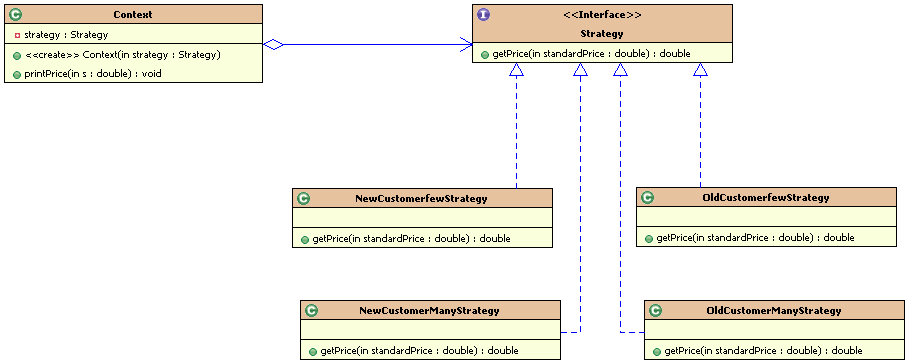 C Context
strategy : Strategy
<<create>> Context(in strategy : Strategy)
printPrice(in s : double) : void
I <<Interface>>
Strategy
getPrice(in standardPrice : double) : double
C NewCustomerfewStrategy
getPrice(in standardPrice : double) : double
C OldCustomerfewStrategy
getPrice(in standardPrice : double) : double
C NewCustomerManyStrategy
getPrice(in standardPrice : double) : double
C OldCustomerManyStrategy
getPrice(in standardPrice : double) : double